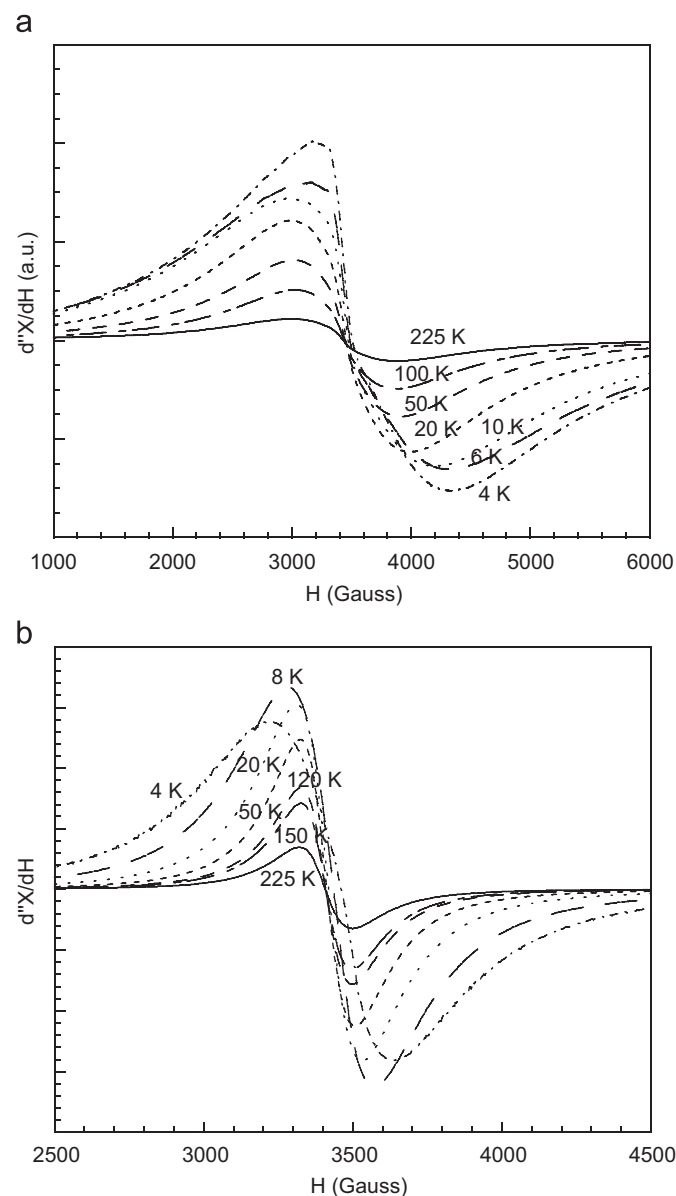 a
d"X/dH (a.u.)
225 K
100 K
50 K
20 K
10 K
6 K
4 K
1000 2000 3000 4000 5000 6000
H (Gauss)
b
d"X/dH
8 K
20 K
120 K
4 K
50 K
150 K
225 K
2500 3000 3500 4000 4500
H (Gauss)